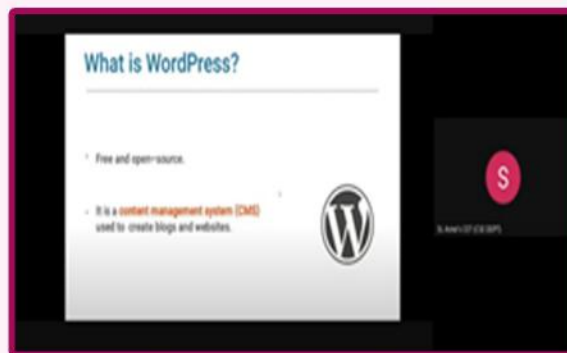 What is WordPress?
Free and open-source.
It is a content management system (CMS)
used to create blogs and websites.
W
S